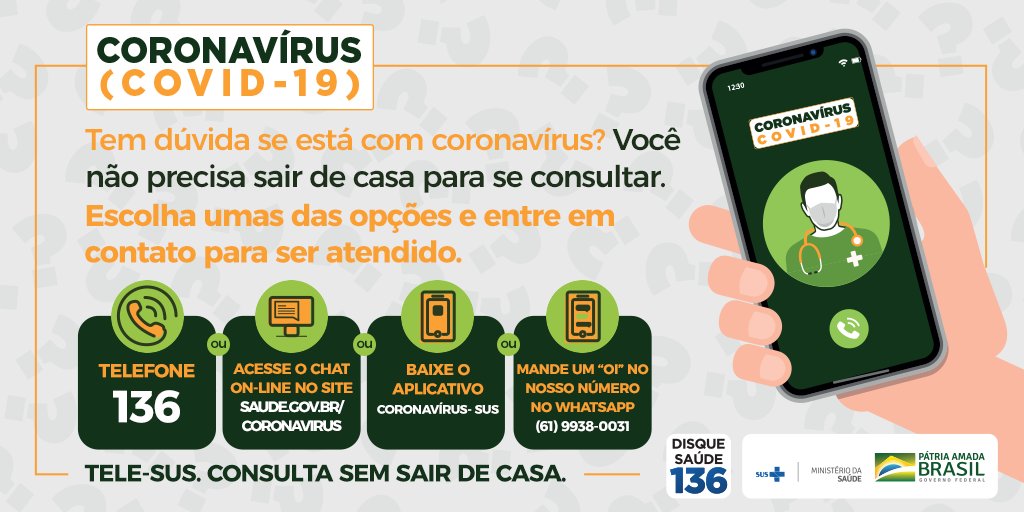 CORONAVÍRUS
(COVID-19)
Tem dúvida se está com coronavírus? Você
não precisa sair de casa para se consultar.
Escolha umas das opções e entre em
contato para ser atendido.
TELEFONE
136
ou
ACESSE O CHAT
ON-LINE NO SITE
SAUDE.GOV.BR/
CORONAVIRUS
ou
BAIXE O
APLICATIVO
CORONAVÍRUS- SUS
ou
MANDE UM “OI” NO
NOSSO NÚMERO
NO WHATSAPP
(61) 9938-0031
TELE-SUS. CONSULTA SEM SAIR DE CASA.
12:30
CORONAVÍRUS
COVID-19
DISQUE
SAÚDE
136
SUS
MINISTÉRIO DA
SAÚDE
PÁTRIA AMADA
BRASIL
GOVERNO FEDERAL